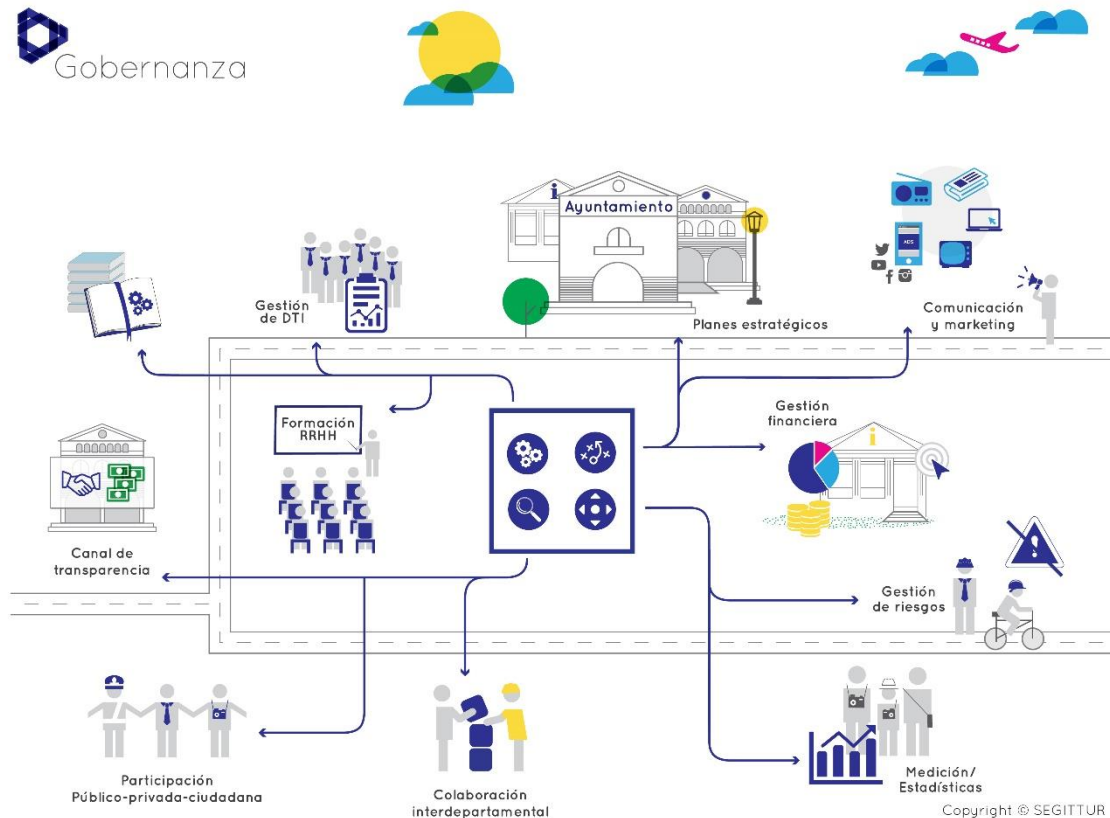 Gobernanza
Ayuntamiento
i
ADS
Gestión
de DTI
Planes estratégicos
Comunicación
y marketing
Formación
RRHH
Gestión
financiera
i
Canal de
transparencia
Gestión
de riesgos
Participación
Público-privada-ciudadana
Colaboración
interdepartamental
Medición/
Estadísticas
Copyright © SEGITTUR